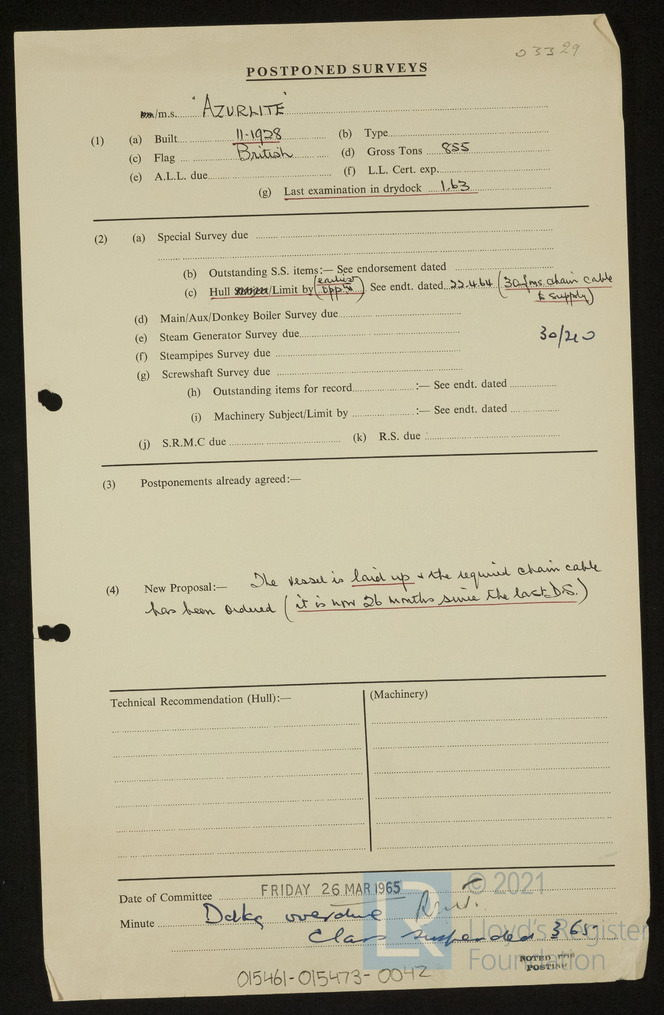 03329
POSTPONED SURVEYS
/m.s. "AZURLITE"
(1) (a) Built 11-1928 (b) Type
(c) Flag British (d) Gross Tons 855
(e) A.L.L. due (f) L.L. Cert. exp.
(g) Last examination in drydock 1.63
(2) (a) Special Survey due
(b) Outstanding S.S. items:— See endorsement dated
(c) Hull Subject/Limit by (earliest oppty) See endt. dated 22.4.64 (30 fms. chain cable
to supply)
(d) Main/Aux/Donkey Boiler Survey due
(e) Steam Generator Survey due
30/210
(f) Steampipes Survey due
(g) Screwshaft Survey due
(h) Outstanding items for record :— See endt. dated
(i) Machinery Subject/Limit by :— See endt. dated
(j) S.R.M.C due (k) R.S. due
(3) Postponements already agreed:—
(4) New Proposal:— The vessel is laid up & the required chain cable
has been ordered (it is now 26 months since the last D.S.)
Technical Recommendation (Hull):— (Machinery)
Date of Committee FRIDAY 26 MAR 1965
Minute Ddkg overdue
Class suspended 3 65
NOTED FOR
POSTING
© 2021
Lloyd's Register
Foundation
015461-015473-0042